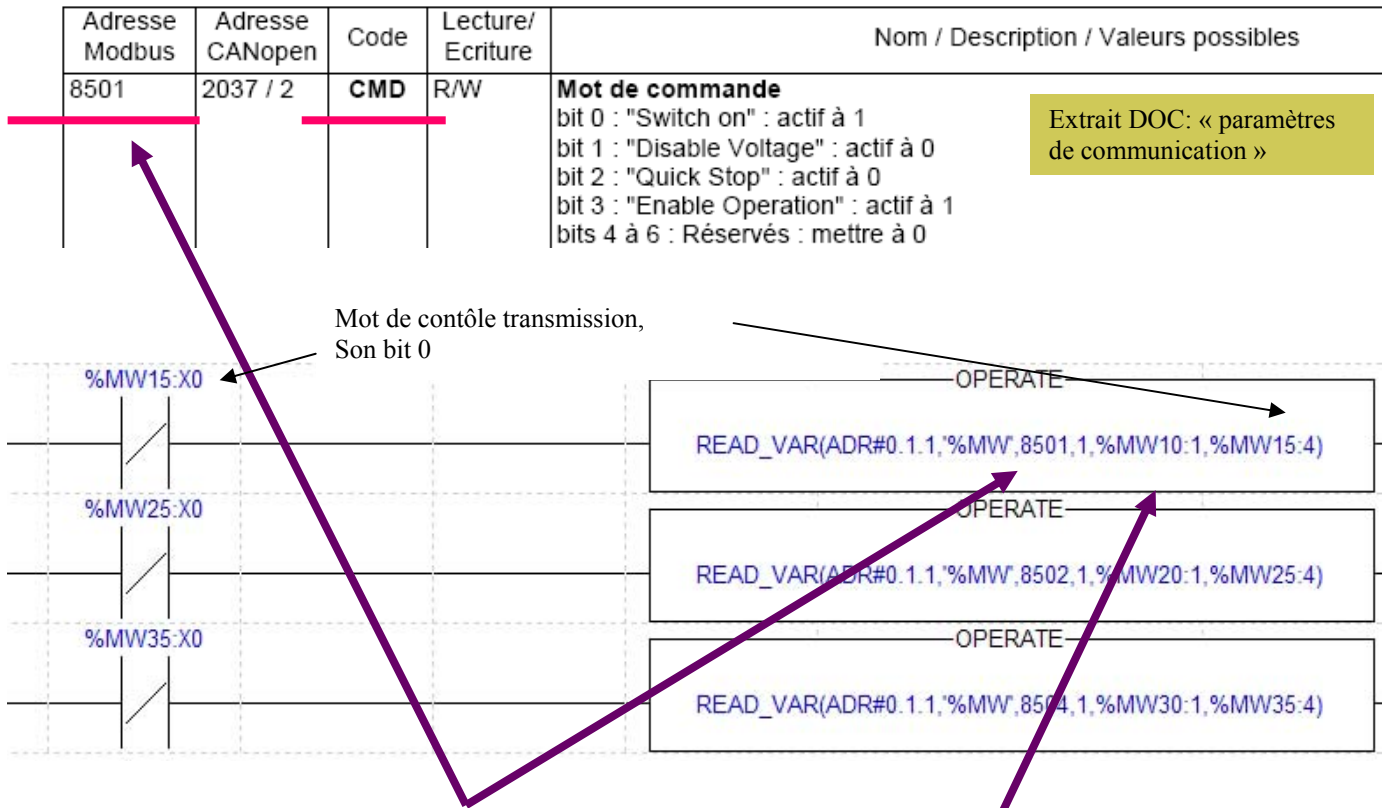 Adresse Modbus Adresse CANopen Code Lecture/ Ecriture Nom / Description / Valeurs possibles
8501 2037 / 2 CMD R/W Mot de commande
bit 0 : "Switch on" : actif à 1
bit 1 : "Disable Voltage" : actif à 0
bit 2 : "Quick Stop" : actif à 0
bit 3 : "Enable Operation" : actif à 1
bits 4 à 6 : Réservés : mettre à 0
Extrait DOC: « paramètres
de communication »
Mot de contôle transmission,
Son bit 0
%MW15:X0 OPERATE
READ_VAR(ADR#0.1.1,'%MW',8501,1,%MW10:1,%MW15:4)
%MW25:X0 OPERATE
READ_VAR(ADR#0.1.1,'%MW',8502,1,%MW20:1,%MW25:4)
%MW35:X0 OPERATE
READ_VAR(ADR#0.1.1,'%MW',8504,1,%MW30:1,%MW35:4)